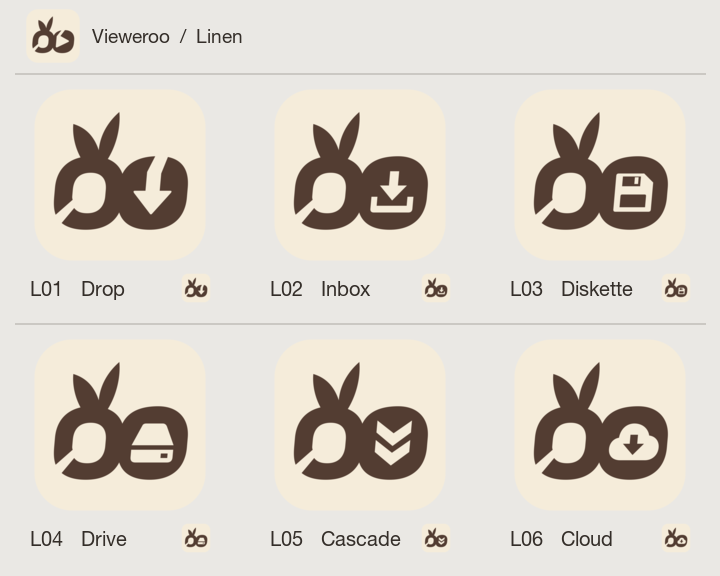 Vieweroo / Linen
L01 Drop
L02 Inbox
L03 Diskette
L04 Drive
L05 Cascade
L06 Cloud